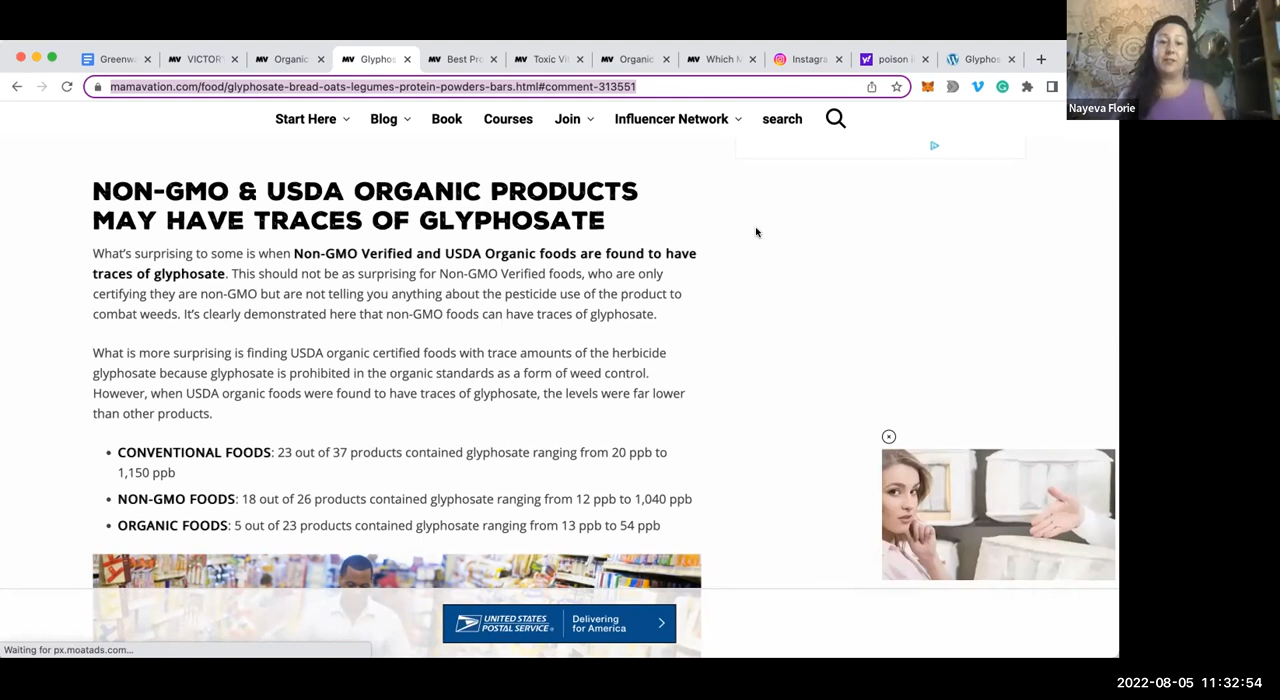 Greenwa
VICTOR
Organic
Glyphos
Best Pro
Toxic Vit
Organic
Which M
Instagra
poison i
Glyphos
mamavation.com/food/glyphosate-bread-oats-legumes-protein-powders-bars.html#comment-313551
Nayeva Florie
Start Here
Blog
Book
Courses
Join
Influencer Network
search
NON-GMO & USDA ORGANIC PRODUCTS
MAY HAVE TRACES OF GLYPHOSATE
What's surprising to some is when Non-GMO Verified and USDA Organic foods are found to have
traces of glyphosate. This should not be as surprising for Non-GMO Verified foods, who are only
certifying they are non-GMO but are not telling you anything about the pesticide use of the product to
combat weeds. It's clearly demonstrated here that non-GMO foods can have traces of glyphosate.
What is more surprising is finding USDA organic certified foods with trace amounts of the herbicide
glyphosate because glyphosate is prohibited in the organic standards as a form of weed control.
However, when USDA organic foods were found to have traces of glyphosate, the levels were far lower
than other products.
• CONVENTIONAL FOODS: 23 out of 37 products contained glyphosate ranging from 20 ppb to
1,150 ppb
• NON-GMO FOODS: 18 out of 26 products contained glyphosate ranging from 12 ppb to 1,040 ppb
• ORGANIC FOODS: 5 out of 23 products contained glyphosate ranging from 13 ppb to 54 ppb
UNITED STATES
POSTAL SERVICE
Delivering
for America
Waiting for px.moatads.com...
2022-08-05 11:32:54